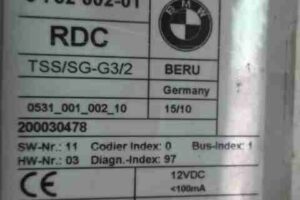 RDC
BMW
TSS/SG-G3/2 BERU
Germany
0531_001_002_10 15/10
200030478
SW-Nr.: 11 Codier Index: 0 Bus-Index: 1
HW-Nr.: 03 Diagn.-Index: 97
CE 12VDC
<100mA